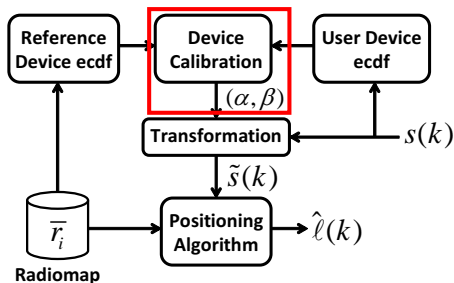 Reference
Device ecdf
Device
Calibration
User Device
ecdf
(α, β)
Transformation
s(k)
s̃(k)
r̄ᵢ
Positioning
Algorithm
ℓ̂(k)
Radiomap